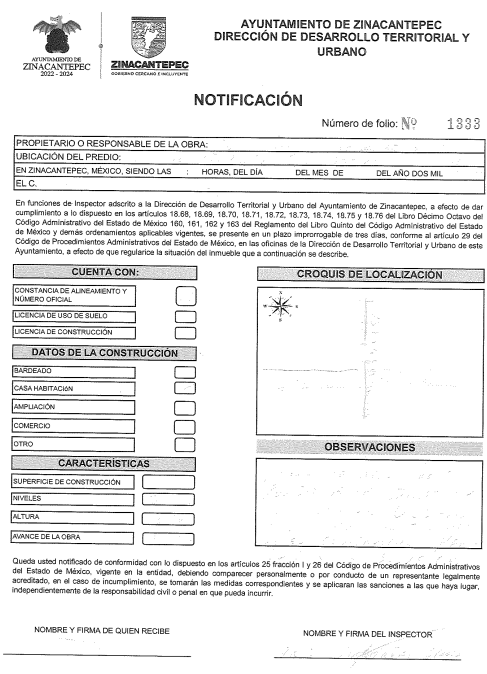 AYUNTAMIENTO DE
ZINACANTEPEC
2022 - 2024
ZINACANTEPEC
GOBIERNO CERCANO E INCLUYENTE
AYUNTAMIENTO DE ZINACANTEPEC
DIRECCIÓN DE DESARROLLO TERRITORIAL Y
URBANO
NOTIFICACIÓN
Número de folio: Nº 1333
PROPIETARIO O RESPONSABLE DE LA OBRA:
UBICACIÓN DEL PREDIO:
EN ZINACANTEPEC, MÉXICO, SIENDO LAS : HORAS, DEL DÍA DEL MES DE DEL AÑO DOS MIL
EL C.
En funciones de Inspector adscrito a la Dirección de Desarrollo Territorial y Urbano del Ayuntamiento de Zinacantepec, a efecto de dar
cumplimiento a lo dispuesto en los artículos 18.68, 18.69, 18.70, 18.71, 18.72, 18.73, 18.74, 18.75 y 18.76 del Libro Décimo Octavo del
Código Administrativo del Estado de México 160, 161, 162 y 163 del Reglamento del Libro Quinto del Código Administrativo del Estado
de México y demás ordenamientos aplicables vigentes, se presente en un plazo improrrogable de tres días, conforme al artículo 29 del
Código de Procedimientos Administrativos del Estado de México, en las oficinas de la Dirección de Desarrollo Territorial y Urbano de este
Ayuntamiento, a efecto de que regularice la situación del inmueble que a continuación se describe.
CUENTA CON:
CONSTANCIA DE ALINEAMIENTO Y
NÚMERO OFICIAL
LICENCIA DE USO DE SUELO
LICENCIA DE CONSTRUCCIÓN
DATOS DE LA CONSTRUCCIÓN
BARDEADO
CASA HABITACIÓN
AMPLIACIÓN
COMERCIO
OTRO
CARACTERÍSTICAS
SUPERFICIE DE CONSTRUCCIÓN
NIVELES
ALTURA
AVANCE DE LA OBRA
CROQUIS DE LOCALIZACIÓN
OBSERVACIONES
Queda usted notificado de conformidad con lo dispuesto en los artículos 25 fracción I y 26 del Código de Procedimientos Administrativos
del Estado de México, vigente en la entidad, debiendo comparecer personalmente o por conducto de un representante legalmente
acreditado, en el caso de incumplimiento, se tomarán las medidas correspondientes y se aplicaran las sanciones a las que haya lugar,
independientemente de la responsabilidad civil o penal en que pueda incurrir.
NOMBRE Y FIRMA DE QUIEN RECIBE
NOMBRE Y FIRMA DEL INSPECTOR